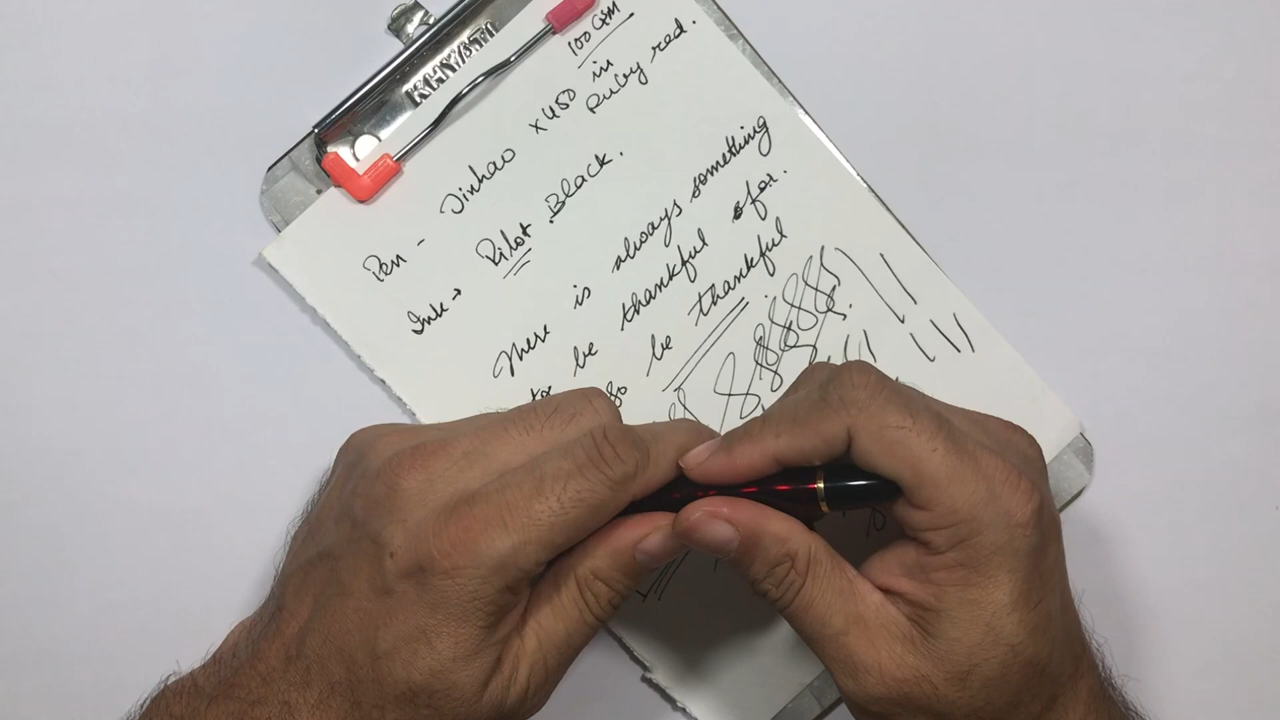 KHYATI
100 GSM
Pen - Jinhao x450 in
Ruby red.
Ink → Pilot Black.
There is always something
to be thankful for.
So be thankful